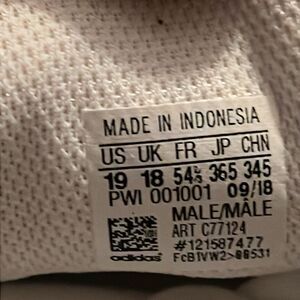 MADE IN INDONESIA
US UK FR JP CHN
19 18 54⅔ 365 345
PWI 001001 09/18
MALE/MÂLE
ART C77124
#121587477
adidas FcBIVW2>00531